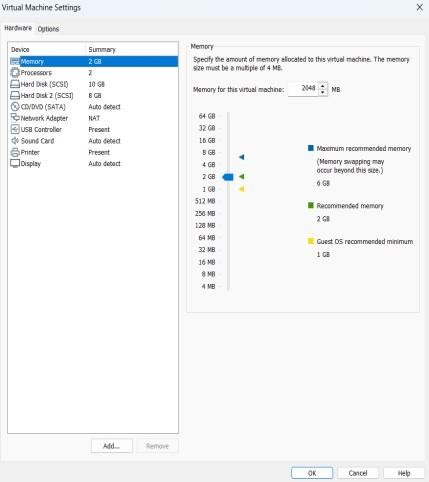 Virtual Machine Settings
Hardware Options
Device Summary
Memory 2 GB
Processors 2
Hard Disk (SCSI) 10 GB
Hard Disk 2 (SCSI) 8 GB
CD/DVD (SATA) Auto detect
Network Adapter NAT
USB Controller Present
Sound Card Auto detect
Printer Present
Display Auto detect
Add... Remove
Memory
Specify the amount of memory allocated to this virtual machine. The memory
size must be a multiple of 4 MB.
Memory for this virtual machine: 2048 MB
64 GB
32 GB
16 GB
8 GB
4 GB
2 GB
1 GB
512 MB
256 MB
128 MB
64 MB
32 MB
16 MB
8 MB
4 MB
Maximum recommended memory
(Memory swapping may
occur beyond this size.)
6 GB
Recommended memory
2 GB
Guest OS recommended minimum
1 GB
OK Cancel Help